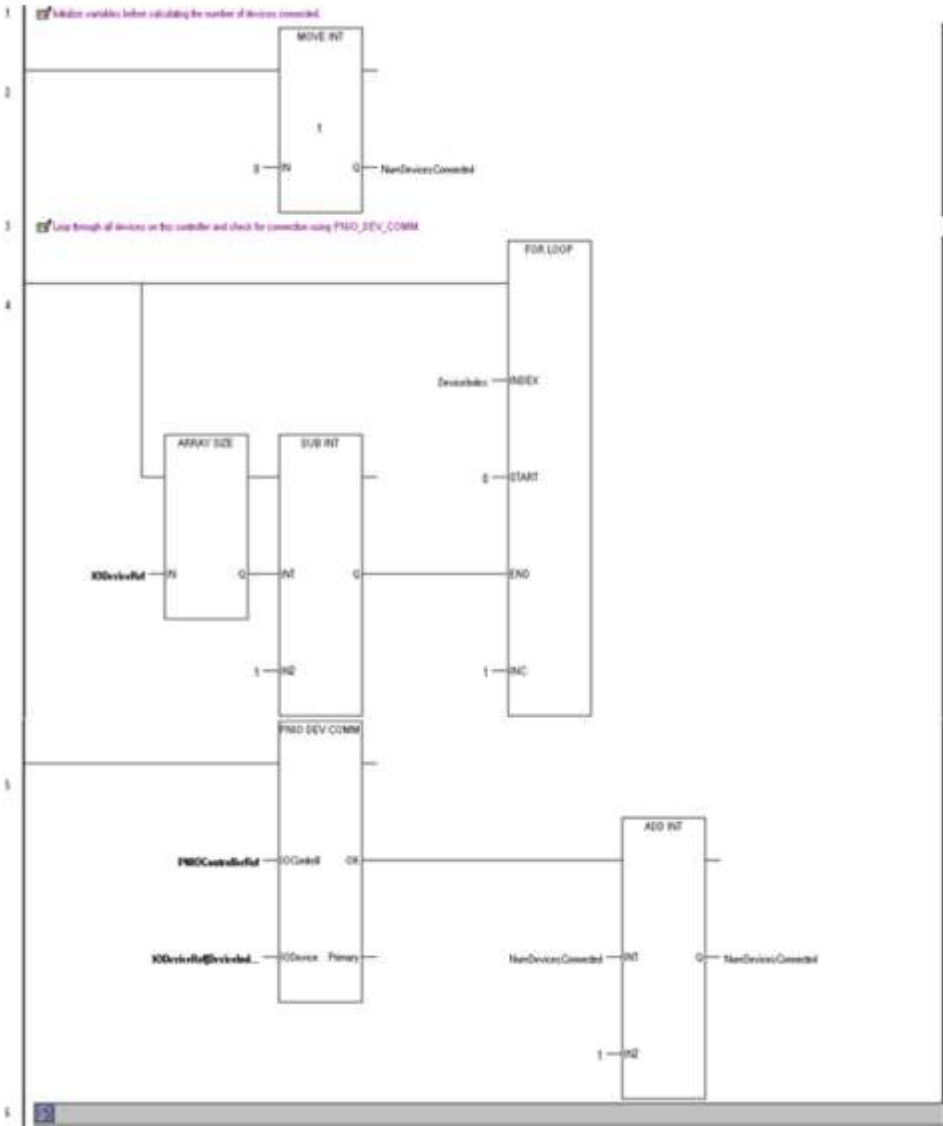 1
Initialize variables before calculating the number of devices connected.
MOVE INT
2
1
0 IN Q NumDevicesConnected
3
Loop through all devices on this controller and check for connection using PNIO_DEV_COMM.
FOR LOOP
4
DeviceIndex INDEX
ARRAY SIZE SUB INT
0 START
IODeviceRef IN Q IN1 Q END
1 IN2 1 INC
PNIO DEV COMM
5
ADD INT
PNIOControllerRef IOControll OK
IODeviceRef[DeviceInd... IODevice Primary NumDevicesConnected IN1 Q NumDevicesConnected
1 IN2
6